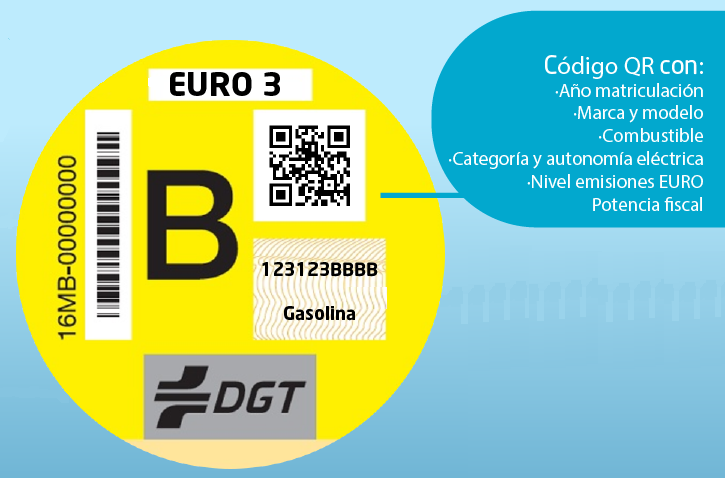 EURO 3
16MB-00000000
B
123123BBBB
Gasolina
DGT
Código QR con:
·Año matriculación
·Marca y modelo
·Combustible
·Categoría y autonomía eléctrica
·Nivel emisiones EURO
Potencia fiscal